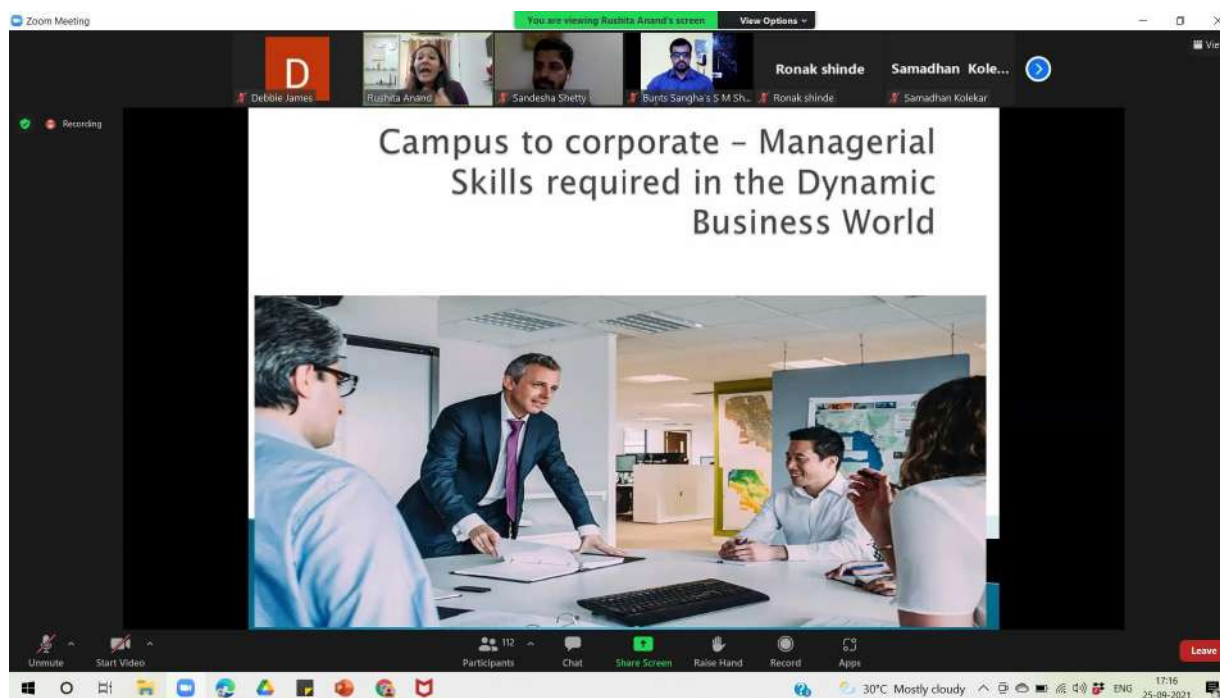 Zoom Meeting
You are viewing Rushita Anand's screen
View Options
View
D
Debbie James
Rushita Anand
Sandesha Shetty
Bunts Sangha's S M Sh...
Ronak shinde
Ronak shinde
Samadhan Kole...
Samadhan Kolekar
Recording
Campus to corporate – Managerial
Skills required in the Dynamic
Business World
Unmute
Start Video
112
Participants
Chat
Share Screen
Raise Hand
Record
Apps
Leave
30°C Mostly cloudy
ENG
17:16
25-09-2021